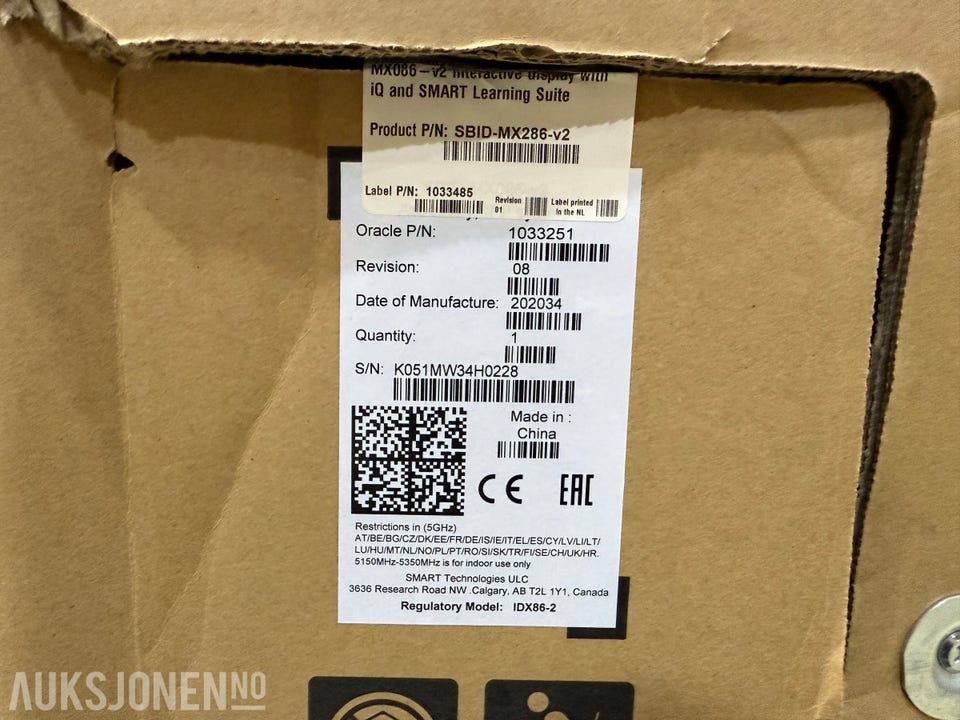 MX086-v2 interactive display with
iQ and SMART Learning Suite
Product P/N: SBID-MX286-v2
Label P/N: 1033485
Revision 01
Label printed in the NL
Oracle P/N: 1033251
Revision: 08
Date of Manufacture: 202034
Quantity: 1
S/N: K051MW34H0228
Made in :
China
CE EAC
Restrictions in (5GHz)
AT/BE/BG/CZ/DK/EE/FR/DE/IS/IE/IT/EL/ES/CY/LV/LI/LT/
LU/HU/MT/NL/NO/PL/PT/RO/SI/SK/TR/FI/SE/CH/UK/HR.
5150MHz-5350MHz is for indoor use only
SMART Technologies ULC
3636 Research Road NW .Calgary, AB T2L 1Y1, Canada
Regulatory Model: IDX86-2
AUKSJONEN.NO